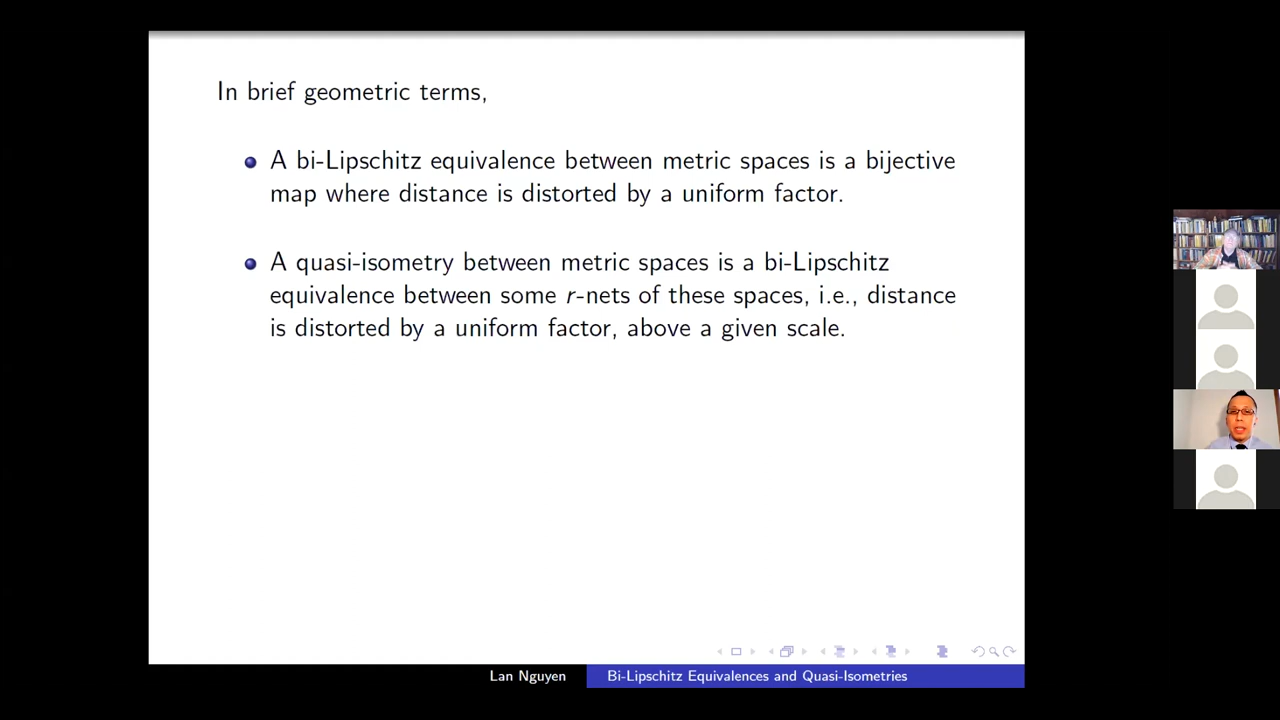 In brief geometric terms,
A bi-Lipschitz equivalence between metric spaces is a bijective
map where distance is distorted by a uniform factor.
A quasi-isometry between metric spaces is a bi-Lipschitz
equivalence between some r-nets of these spaces, i.e., distance
is distorted by a uniform factor, above a given scale.
Lan Nguyen
Bi-Lipschitz Equivalences and Quasi-Isometries